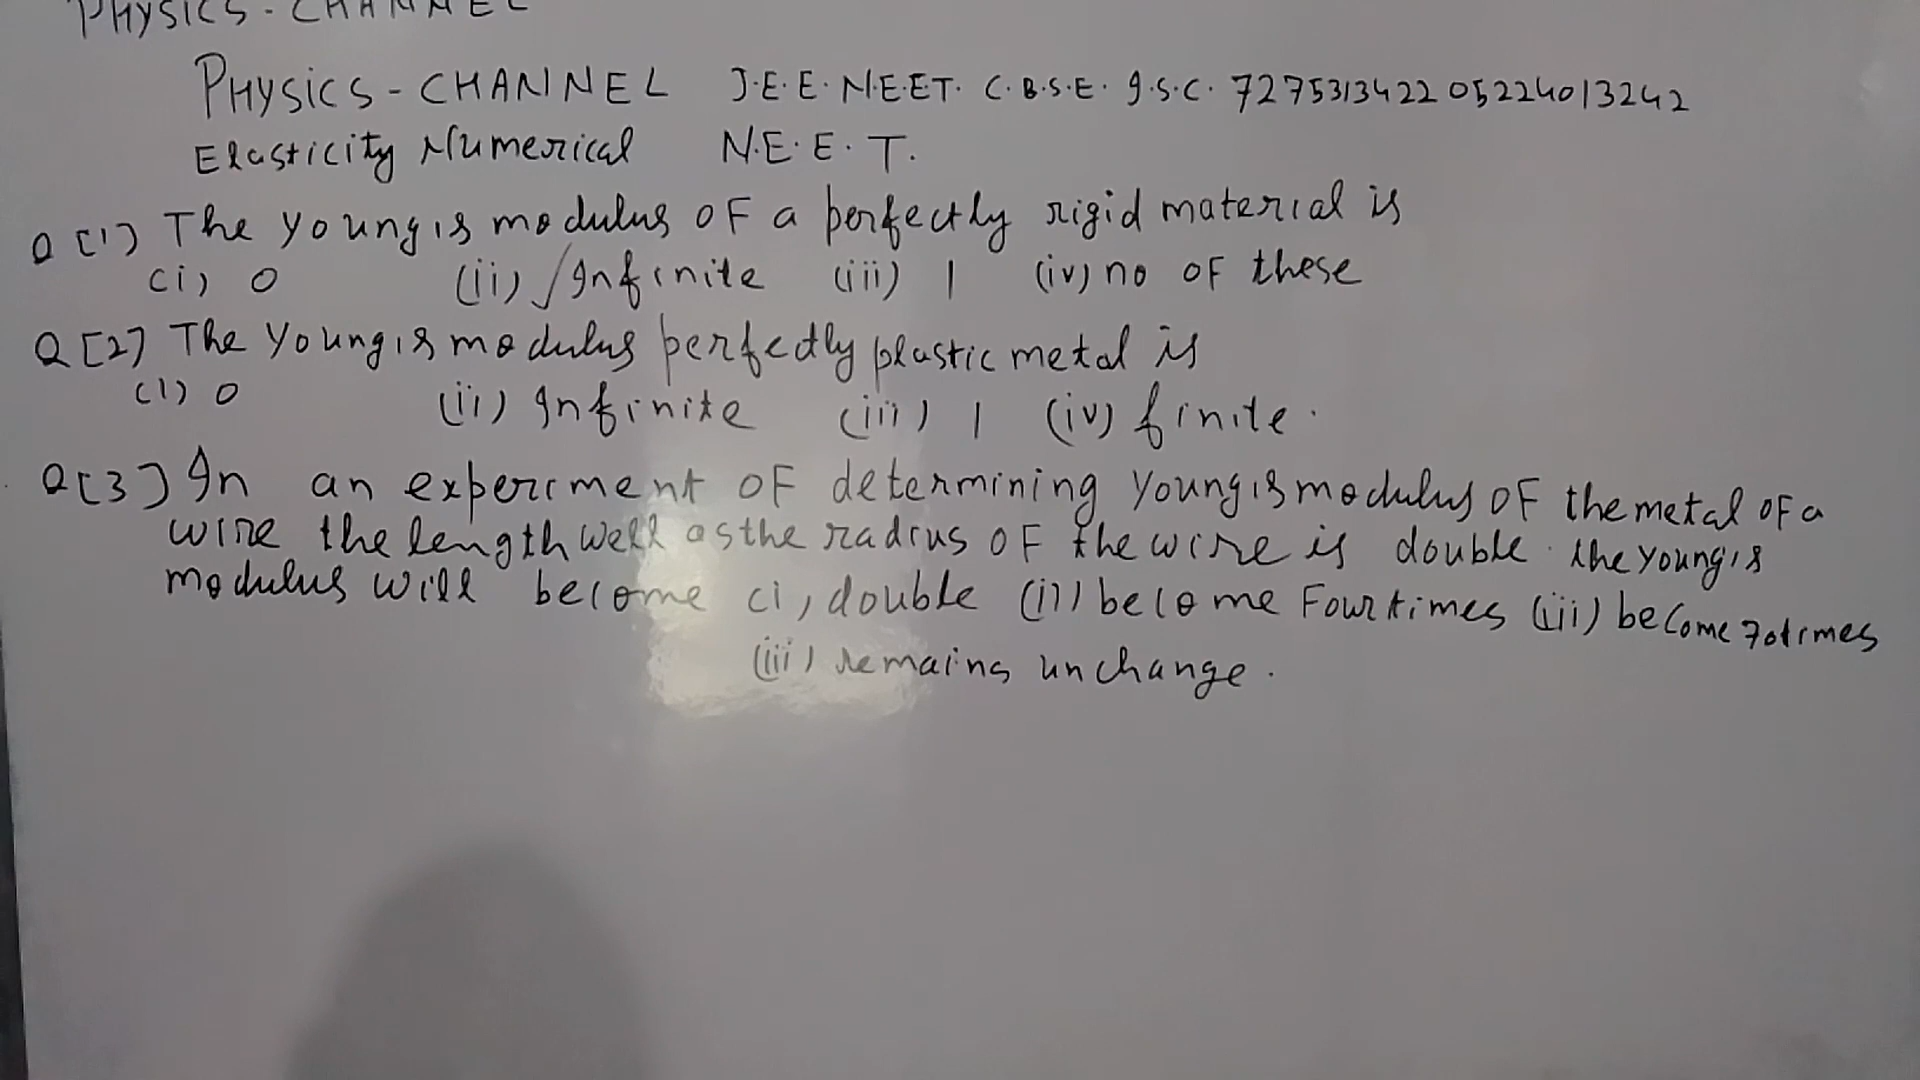 PHYSICS-CHANNEL
PHYSICS-CHANNEL J.E.E. N.E.E.T. C.B.S.E. I.S.C. 7275313422 05224013242
Elasticity Numerical N.E.E.T.
Q[1] The young,s modulus OF a perfectly rigid material is
(i) 0 (ii) √Infinite (iii) 1 (iv) no OF these
Q[2] The Young,s modulus perfectly plastic metal is
(1) 0 (ii) Infinite (iii) 1 (iv) finite.
Q[3] In an experiment OF determining young,s modulus OF the metal OF a
wire the length well as the radius OF the wire is double. the young,s
modulus will become (i) double (ii) become Four times (iii) become 70times
(iii) remains unchange.